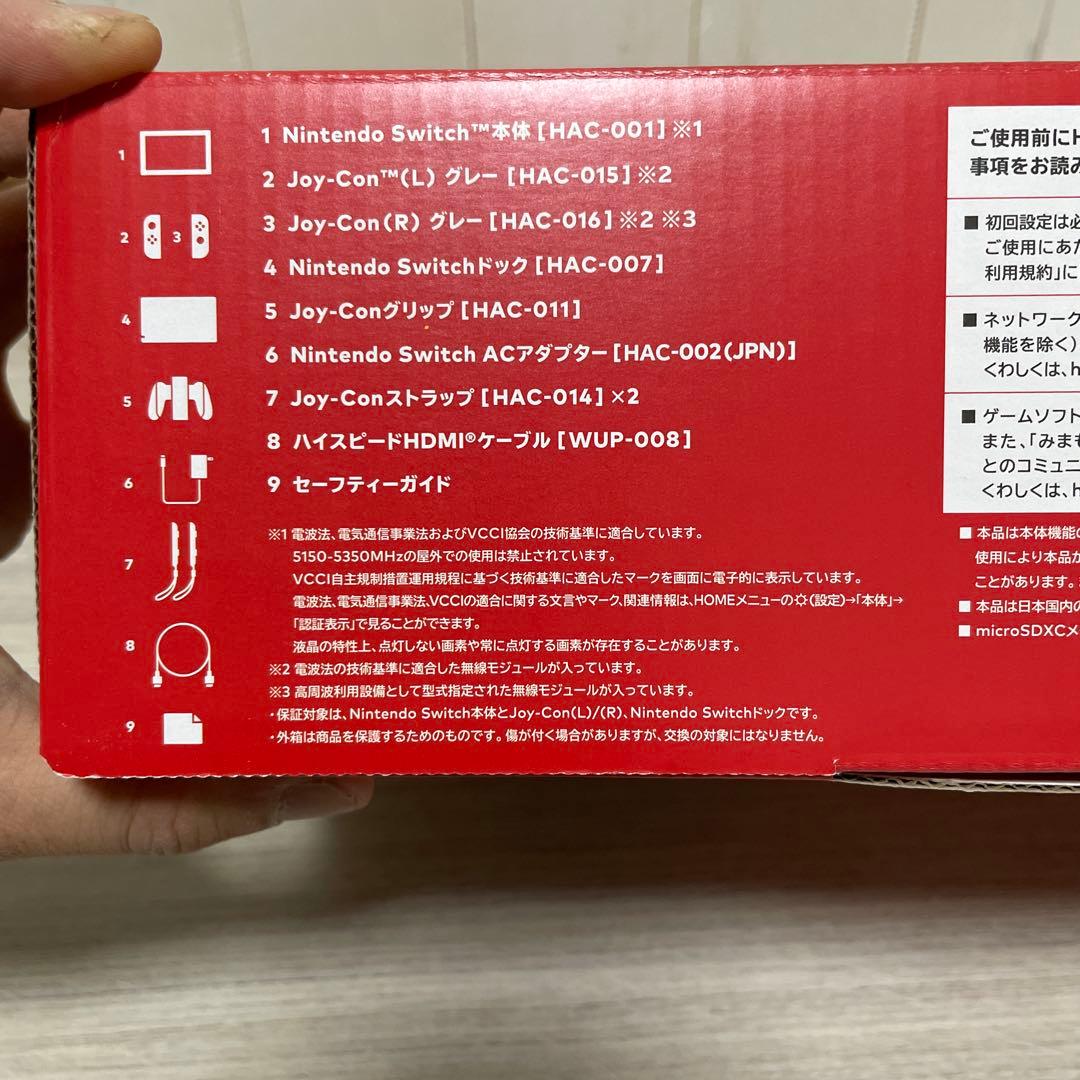 1 Nintendo Switch™本体 [HAC-001] ※1
2 Joy-Con™(L) グレー [HAC-015] ※2
3 Joy-Con(R) グレー [HAC-016] ※2 ※3
4 Nintendo Switchドック [HAC-007]
5 Joy-Conグリップ [HAC-011]
6 Nintendo Switch ACアダプター [HAC-002(JPN)]
7 Joy-Conストラップ [HAC-014] ×2
8 ハイスピードHDMI®ケーブル [WUP-008]
9 セーフティーガイド
1
2 3
4
5
6
7
8
9
※1 電波法、電気通信事業法およびVCCI協会の技術基準に適合しています。
5150-5350MHzの屋外での使用は禁止されています。
VCCI自主規制措置運用規程に基づく技術基準に適合したマークを画面に電子的に表示しています。
電波法、電気通信事業法、VCCIの適合に関する文言やマーク、関連情報は、HOMEメニューの(設定)→「本体」→
「認証表示」で見ることができます。
液晶の特性上、点灯しない画素や常に点灯する画素が存在することがあります。
※2 電波法の技術基準に適合した無線モジュールが入っています。
※3 高周波利用設備として型式指定された無線モジュールが入っています。
・保証対象は、Nintendo Switch本体とJoy-Con(L)/(R)、Nintendo Switchドックです。
・外箱は商品を保護するためのものです。傷が付く場合がありますが、交換の対象にはなりません。
ご使用前にH
事項をお読み
■ 初回設定は必
ご使用にあた
利用規約」に
■ ネットワーク
機能を除く)
くわしくは、h
■ ゲームソフト
また、「みまも
とのコミュニ
くわしくは、h
■ 本品は本体機能の
使用により本品か
ことがあります。
■ 本品は日本国内の
■ microSDXCメ